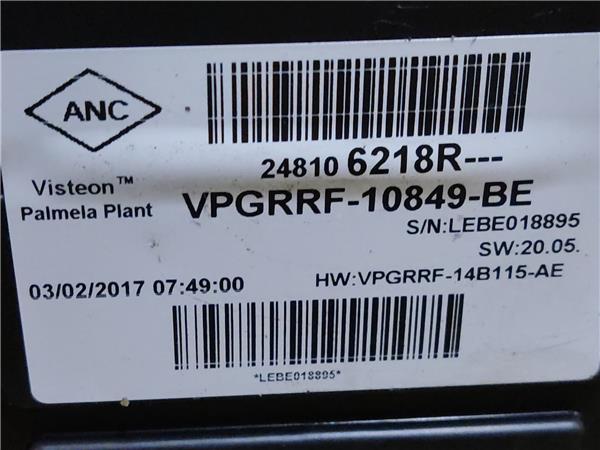 ANC
24810 6218R---
Visteon™
Palmela Plant
VPGRRF-10849-BE
S/N:LEBE018895
SW:20.05.
03/02/2017 07:49:00
HW:VPGRRF-14B115-AE
*LEBE018895*